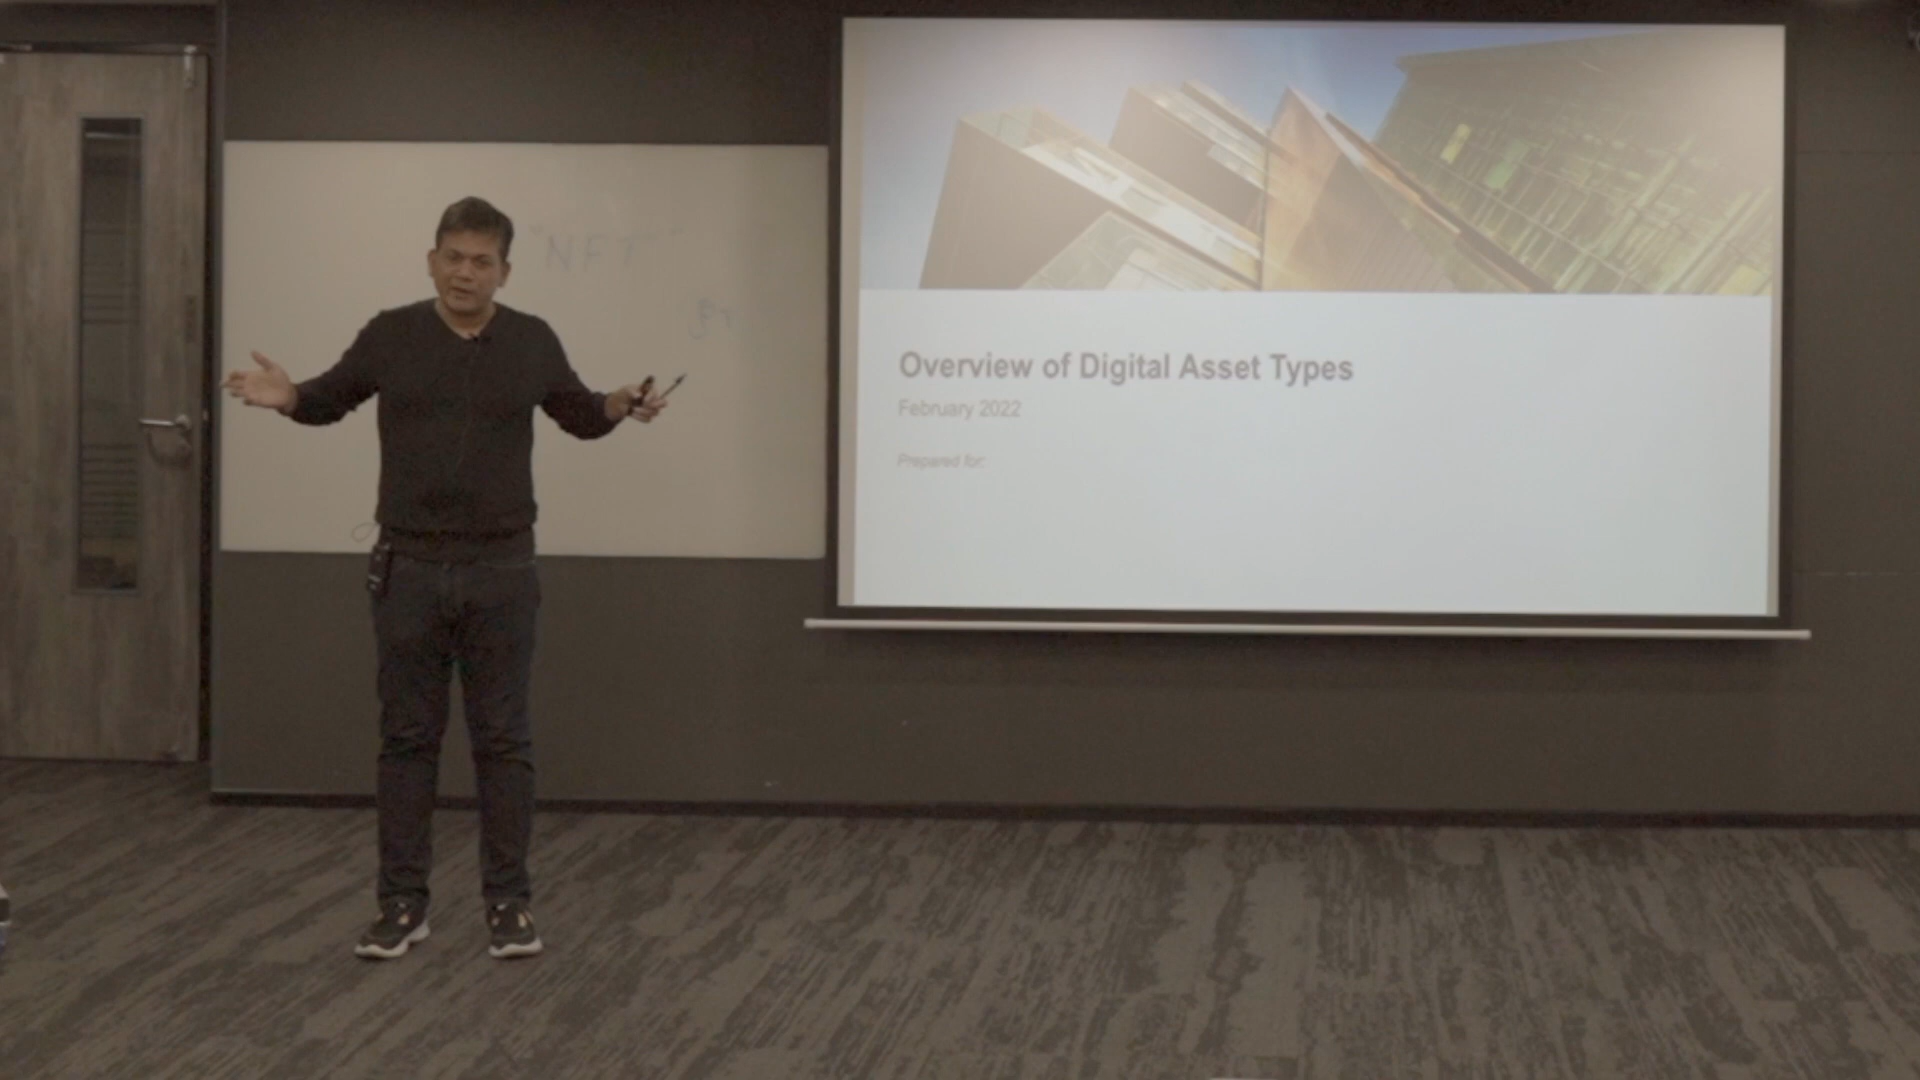 "NFT"
Overview of Digital Asset Types
February 2022
Prepared for: